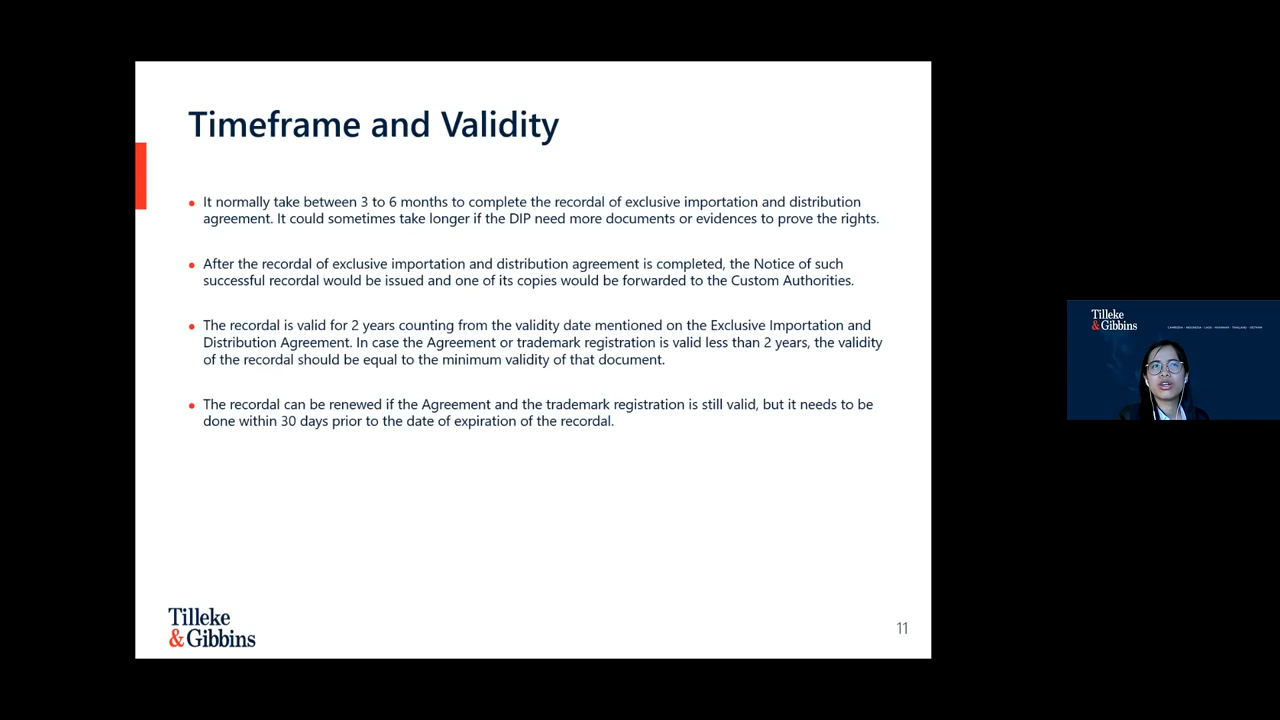 Timeframe and Validity
• It normally take between 3 to 6 months to complete the recordal of exclusive importation and distribution
agreement. It could sometimes take longer if the DIP need more documents or evidences to prove the rights.
• After the recordal of exclusive importation and distribution agreement is completed, the Notice of such
successful recordal would be issued and one of its copies would be forwarded to the Custom Authorities.
• The recordal is valid for 2 years counting from the validity date mentioned on the Exclusive Importation and
Distribution Agreement. In case the Agreement or trademark registration is valid less than 2 years, the validity
of the recordal should be equal to the minimum validity of that document.
• The recordal can be renewed if the Agreement and the trademark registration is still valid, but it needs to be
done within 30 days prior to the date of expiration of the recordal.
Tilleke
&Gibbins
11
Tilleke
&Gibbins
CAMBODIA • INDONESIA • LAOS • MYANMAR • THAILAND • VIETNAM